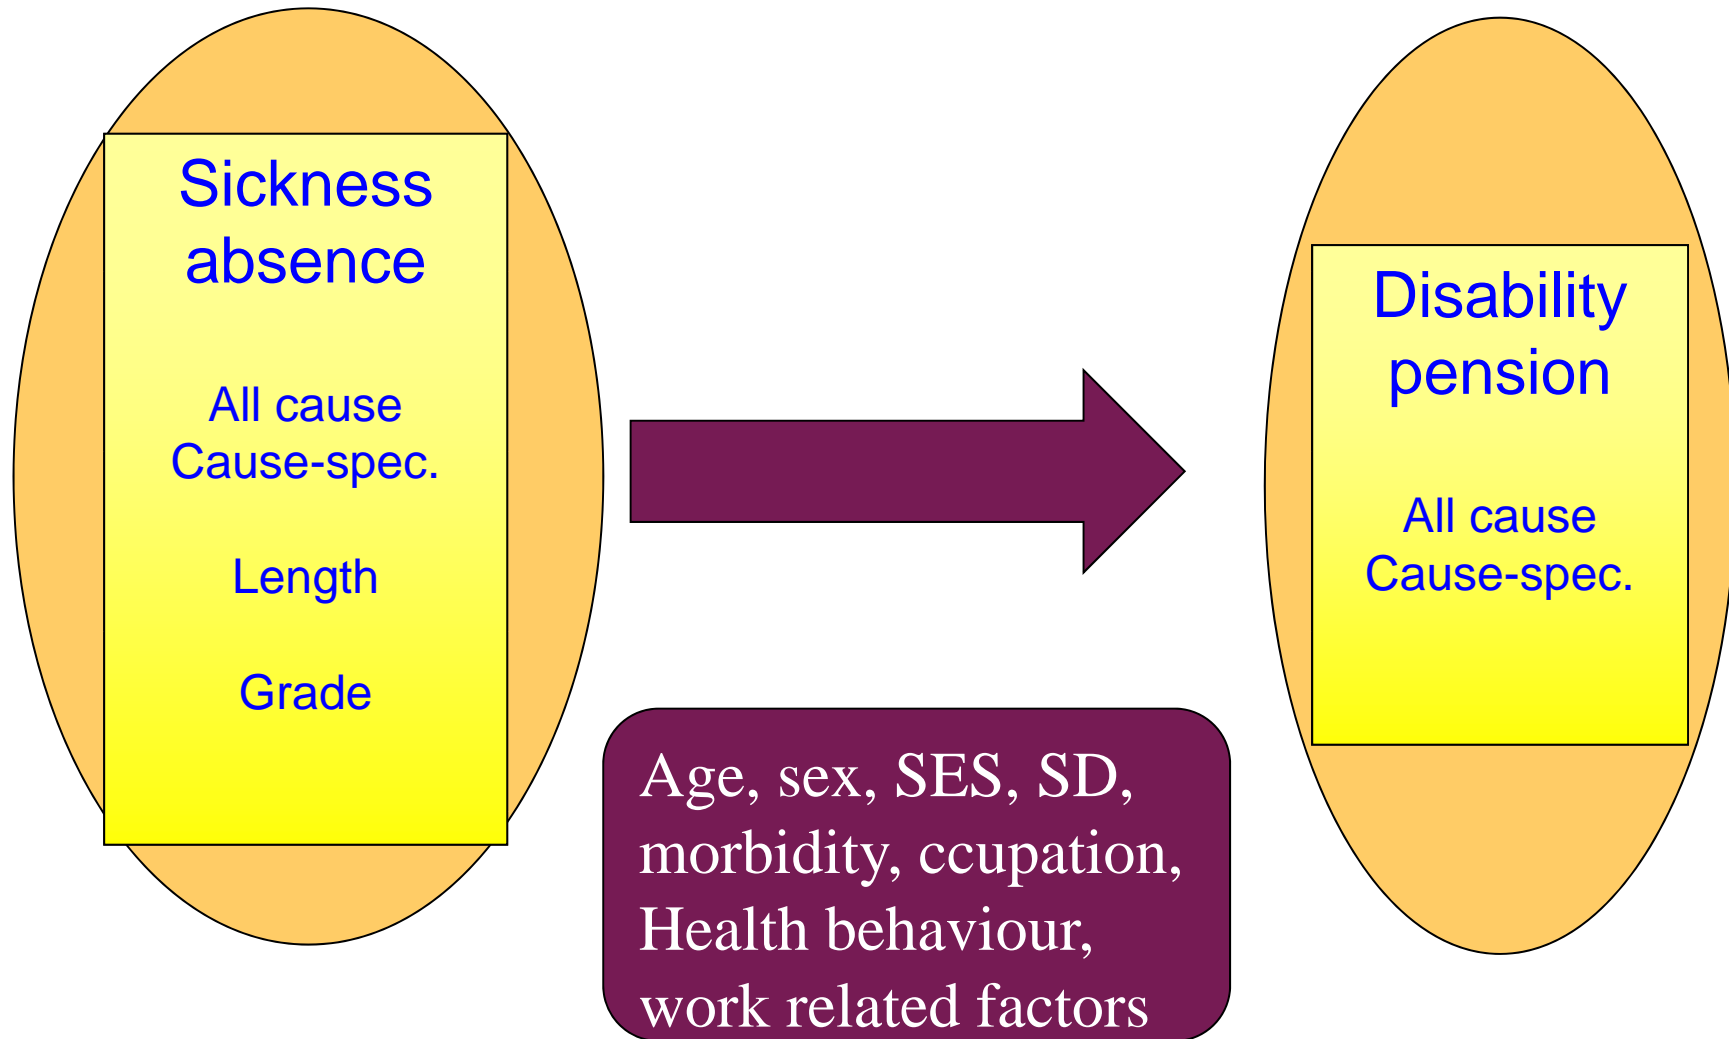 Sickness
absence
All cause
Cause-spec.
Length
Grade
Disability
pension
All cause
Cause-spec.
Age, sex, SES, SD,
morbidity, ccupation,
Health behaviour,
work related factors